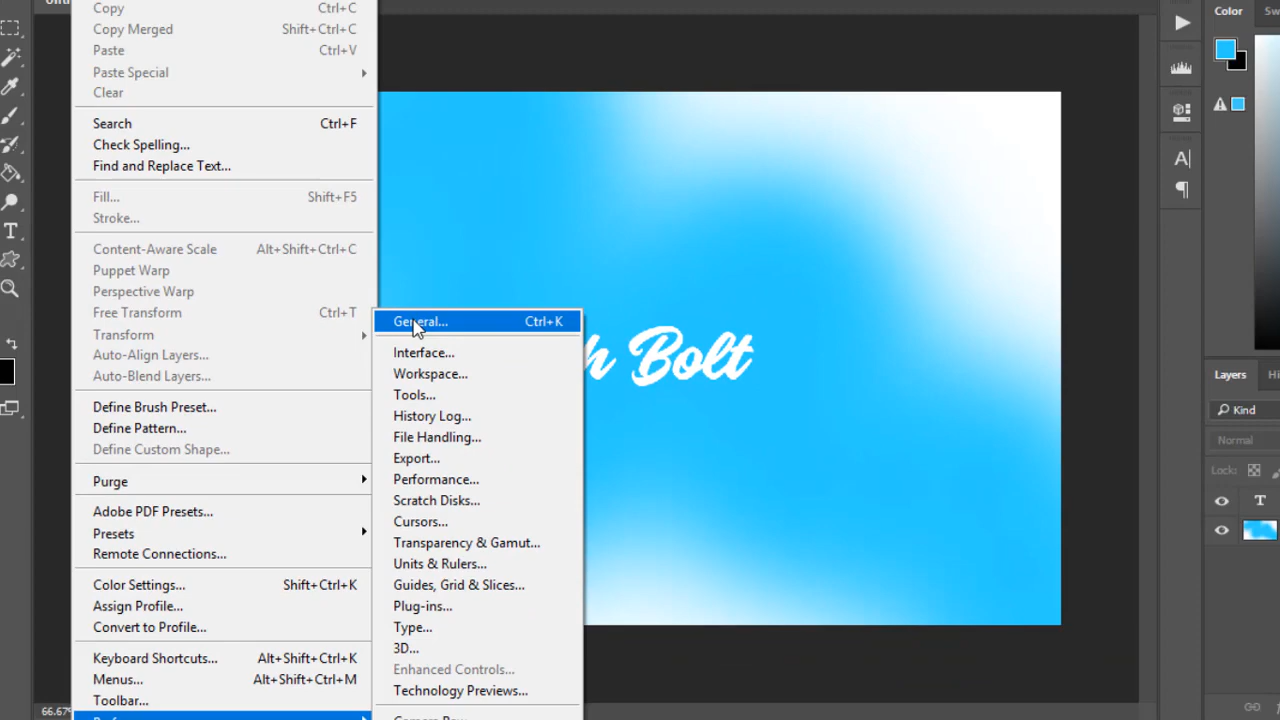 Copy Ctrl+C
Copy Merged Shift+Ctrl+C
Paste Ctrl+V
Paste Special
Clear
Search Ctrl+F
Check Spelling...
Find and Replace Text...
Fill... Shift+F5
Stroke...
Content-Aware Scale Alt+Shift+Ctrl+C
Puppet Warp
Perspective Warp
Free Transform Ctrl+T
Transform
Auto-Align Layers...
Auto-Blend Layers...
Define Brush Preset...
Define Pattern...
Define Custom Shape...
Purge
Adobe PDF Presets...
Presets
Remote Connections...
Color Settings... Shift+Ctrl+K
Assign Profile...
Convert to Profile...
Keyboard Shortcuts... Alt+Shift+Ctrl+K
Menus... Alt+Shift+Ctrl+M
Toolbar...
General... Ctrl+K
Interface...
Workspace...
Tools...
History Log...
File Handling...
Export...
Performance...
Scratch Disks...
Cursors...
Transparency & Gamut...
Units & Rulers...
Guides, Grid & Slices...
Plug-ins...
Type...
3D...
Enhanced Controls...
Technology Previews...
Bolt
66.67%
Color
Layers
Kind
Normal
Lock: